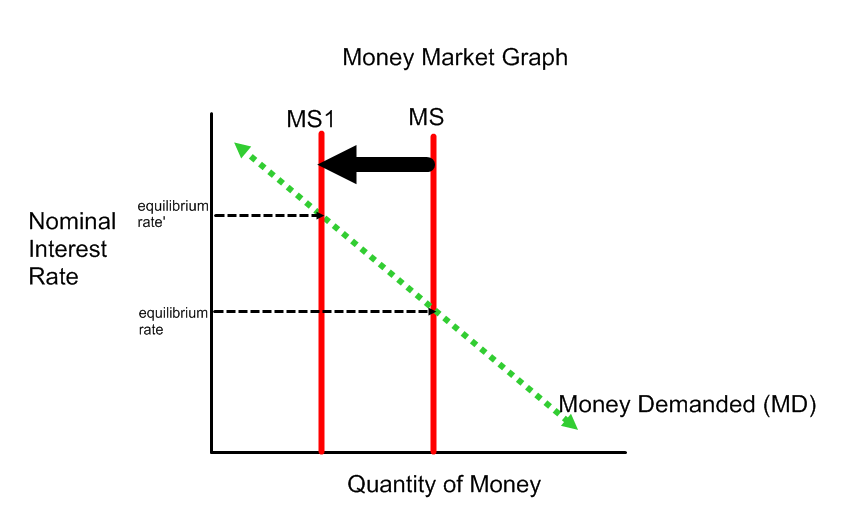 Money Market Graph
MS1
MS
equilibrium
rate'
Nominal
Interest
Rate
equilibrium
rate
Money Demanded (MD)
Quantity of Money